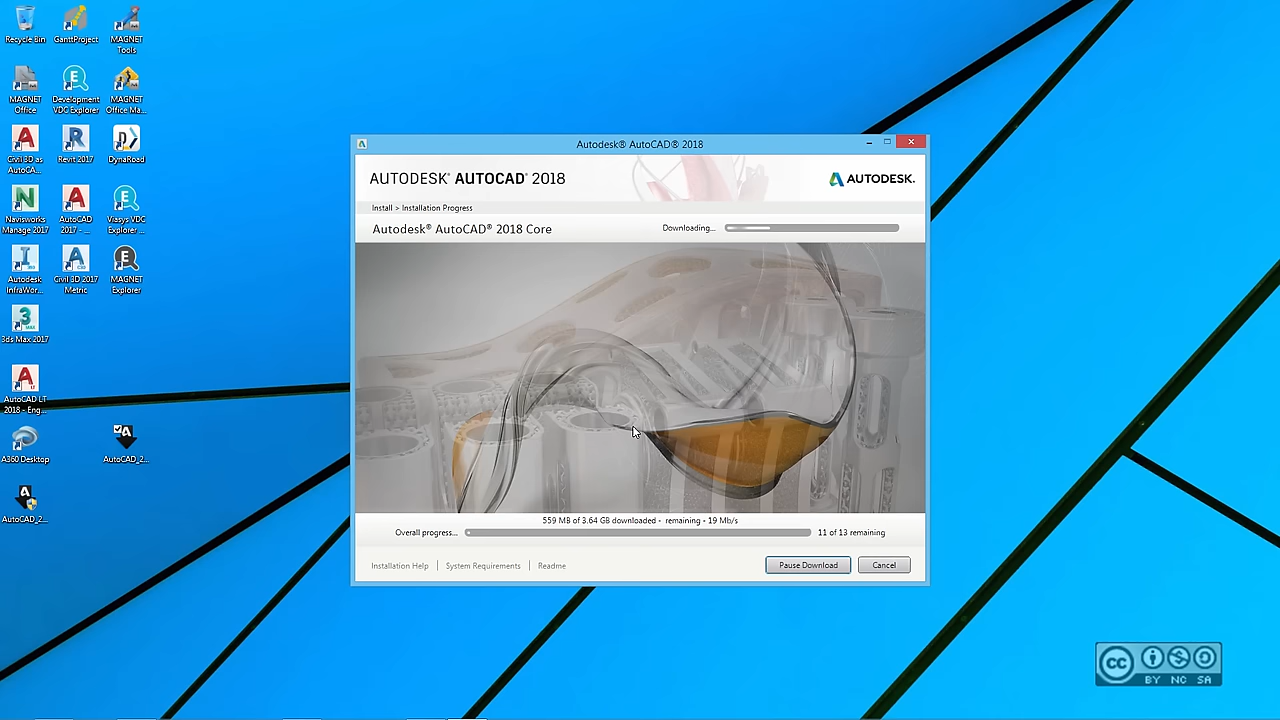 Recycle Bin
GanttProject
MAGNET
Tools
MAGNET
Office
Development
VDC Explorer
MAGNET
Office Ma...
Civil 3D as
AutoCA...
Revit 2017
DynaRoad
Navisworks
Manage 2017
AutoCAD
2017 - ...
Viasys VDC
Explorer ...
Autodesk
InfraWor...
Civil 3D 2017
Metric
MAGNET
Explorer
3ds Max 2017
AutoCAD LT
2018 - Eng...
A360 Desktop
AutoCAD_2...
AutoCAD_2...
Autodesk® AutoCAD® 2018
AUTODESK® AUTOCAD® 2018
AUTODESK.
Install > Installation Progress
Autodesk® AutoCAD® 2018 Core
Downloading...
559 MB of 3.64 GB downloaded - remaining - 19 Mb/s
Overall progress...
11 of 13 remaining
Installation Help
System Requirements
Readme
Pause Download
Cancel
cc
BY NC SA